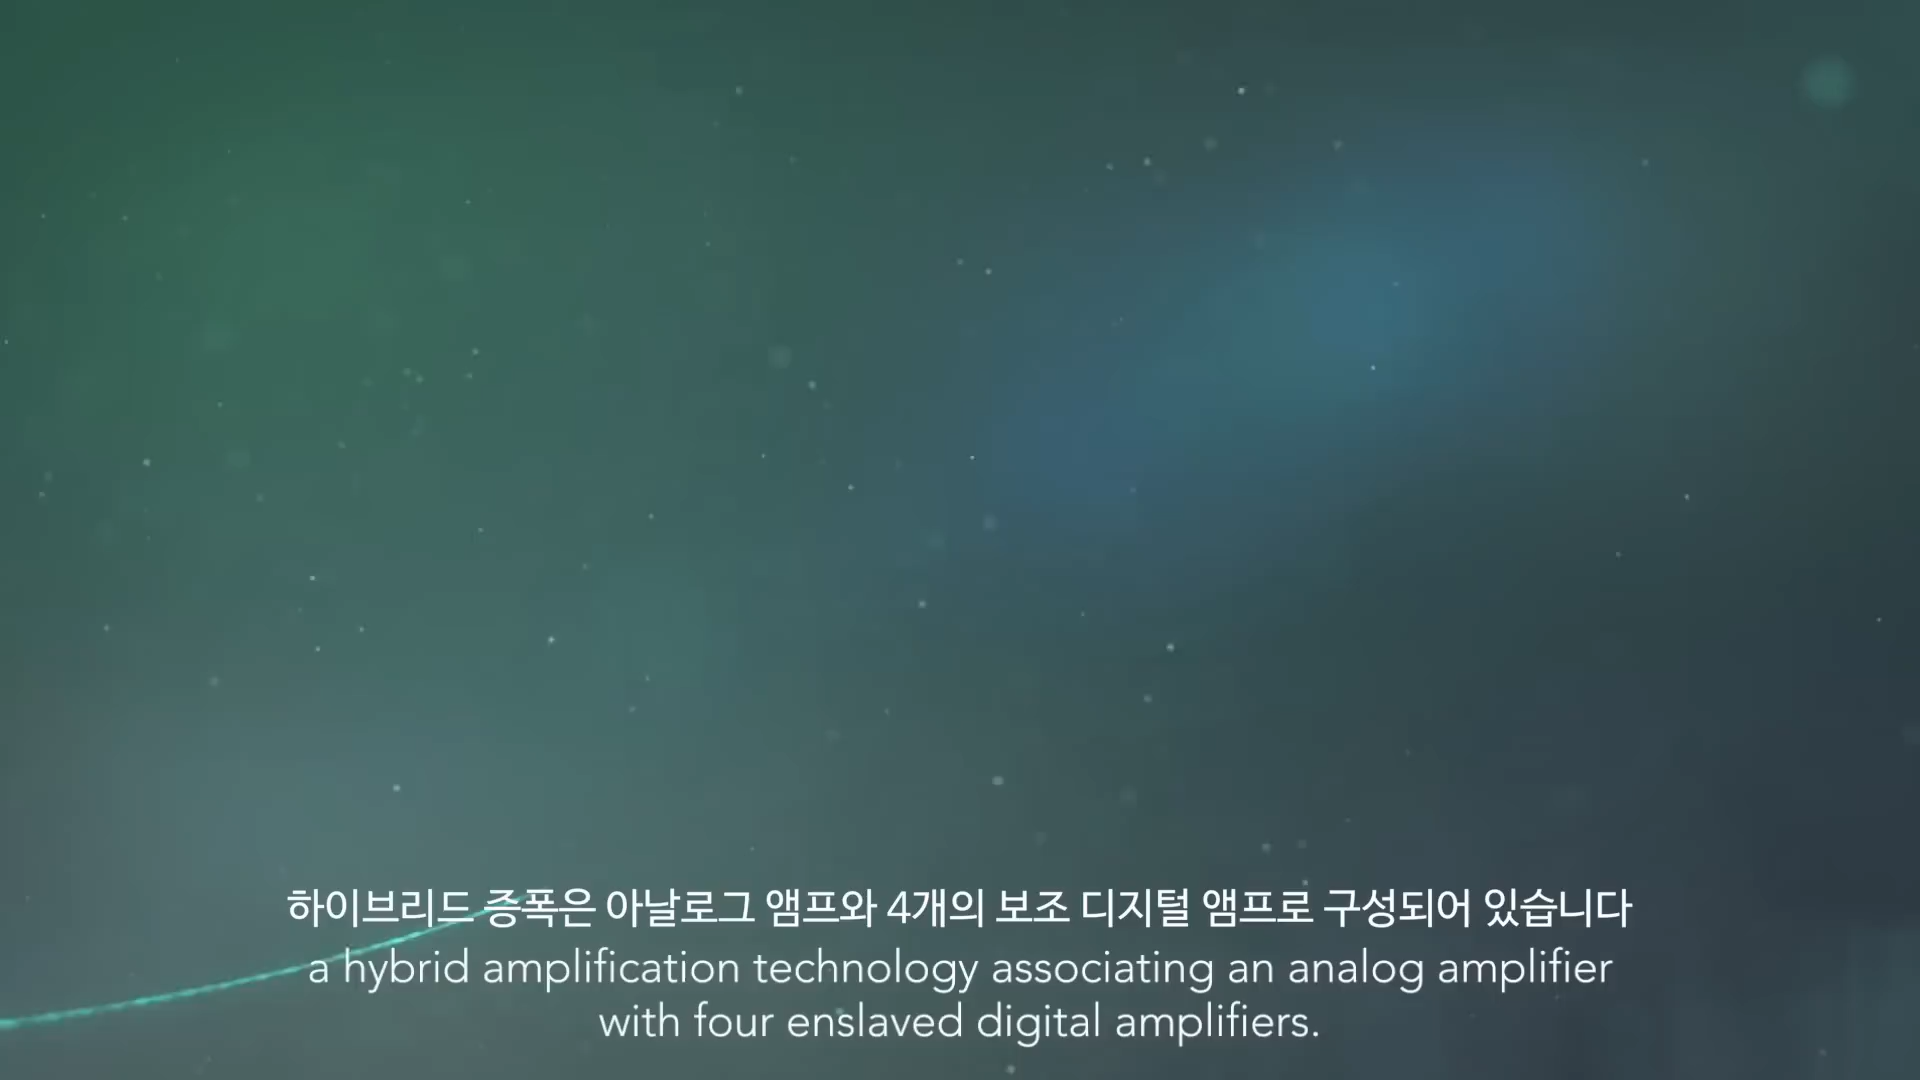 하이브리드 증폭은 아날로그 앰프와 4개의 보조 디지털 앰프로 구성되어 있습니다
a hybrid amplification technology associating an analog amplifier
with four enslaved digital amplifiers.